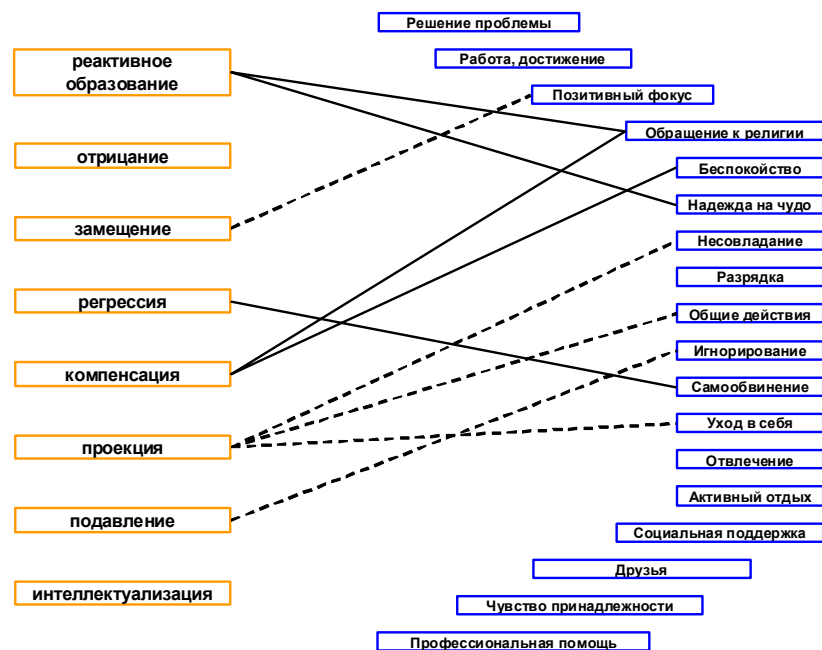 реактивное
образование
отрицание
замещение
регрессия
компенсация
проекция
подавление
интеллектуализация
Решение проблемы
Работа, достижение
Позитивный фокус
Обращение к религии
Беспокойство
Надежда на чудо
Несовладание
Разрядка
Общие действия
Игнорирование
Самообвинение
Уход в себя
Отвлечение
Активный отдых
Социальная поддержка
Друзья
Чувство принадлежности
Профессиональная помощь